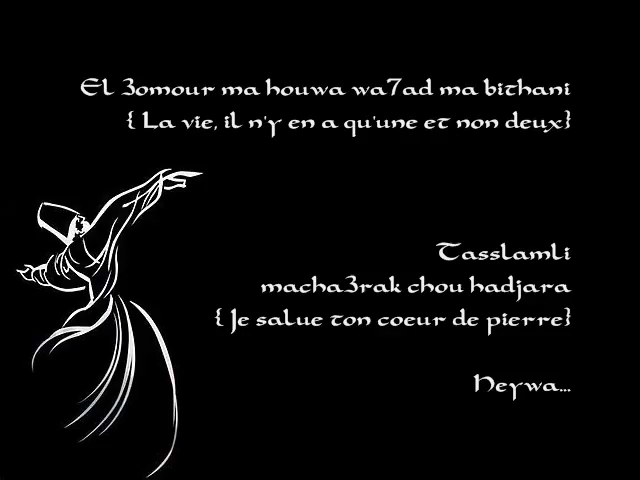 El 3omour ma houwa wa7ad ma bithani
{ La vie, il n'y en a qu'une et non deux}
Tasslamli
macha3rak chou hadjara
{ Je salue ton coeur de pierre}
Heywa...